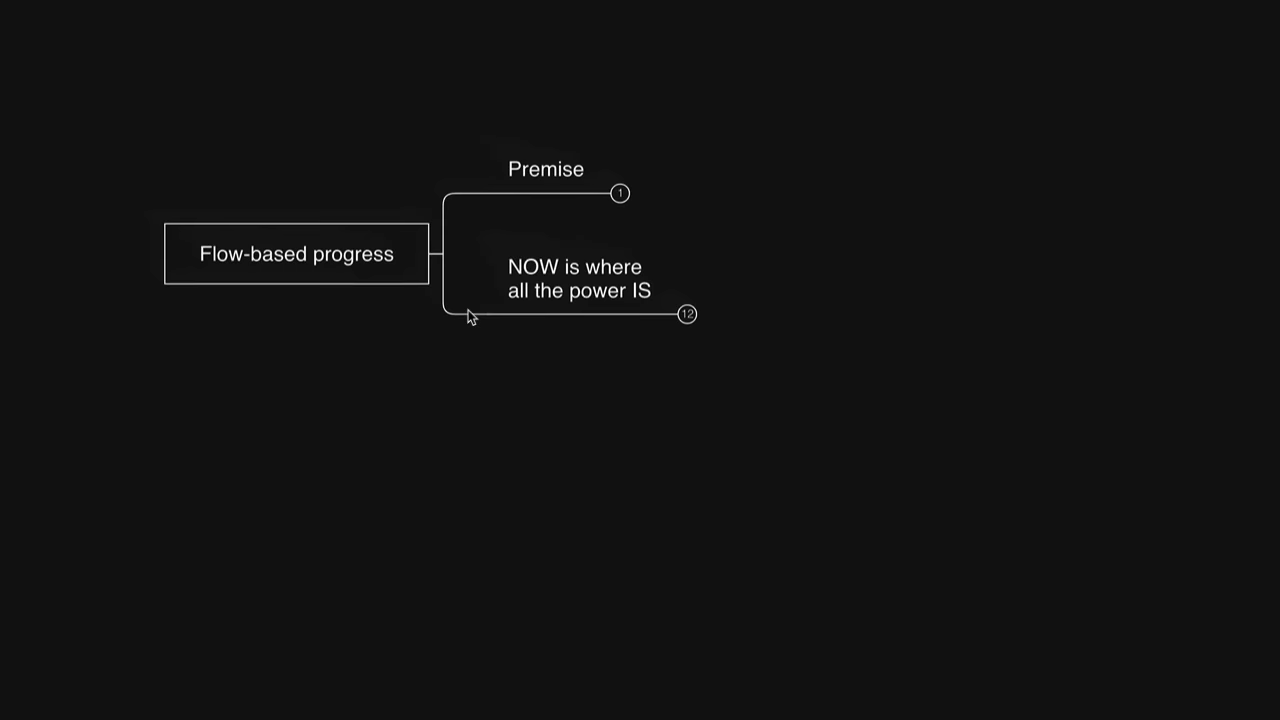 Premise
1
Flow-based progress
NOW is where
all the power IS
12